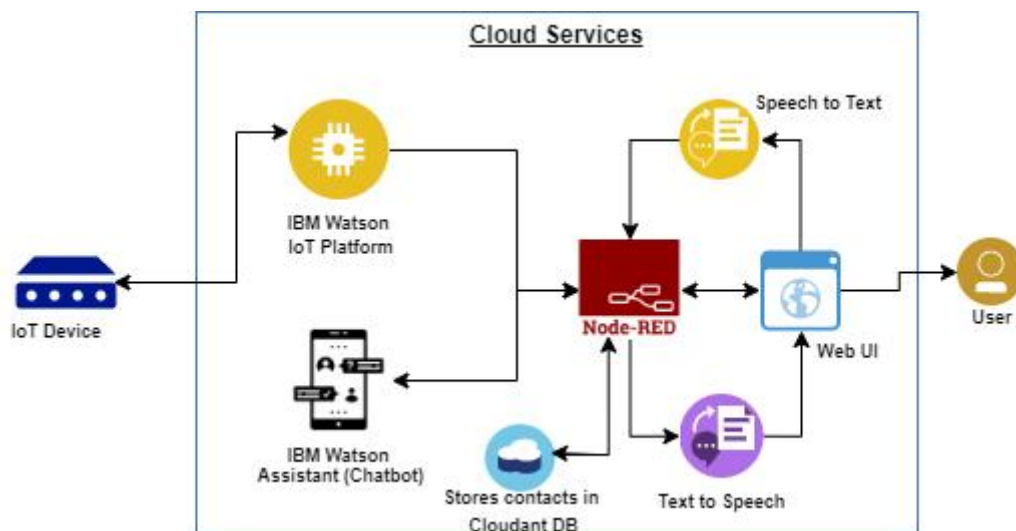 Cloud Services
Speech to Text
IBM Watson
IoT Platform
IoT Device
Node-RED
Web UI
User
IBM Watson
Assistant (Chatbot)
Stores contacts in
Cloudant DB
Text to Speech